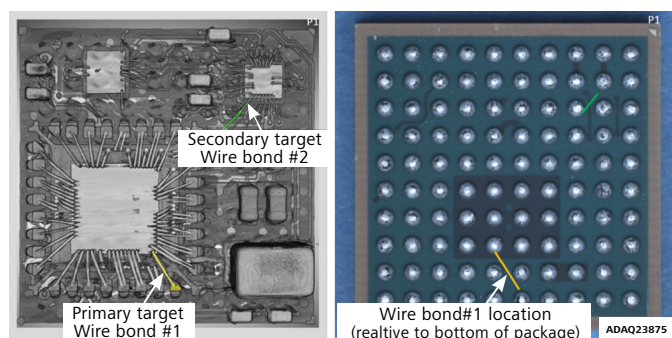 P1
Secondary target
Wire bond #2
Primary target
Wire bond #1
P1
Wire bond#1 location
(realtive to bottom of package)
ADAQ23875